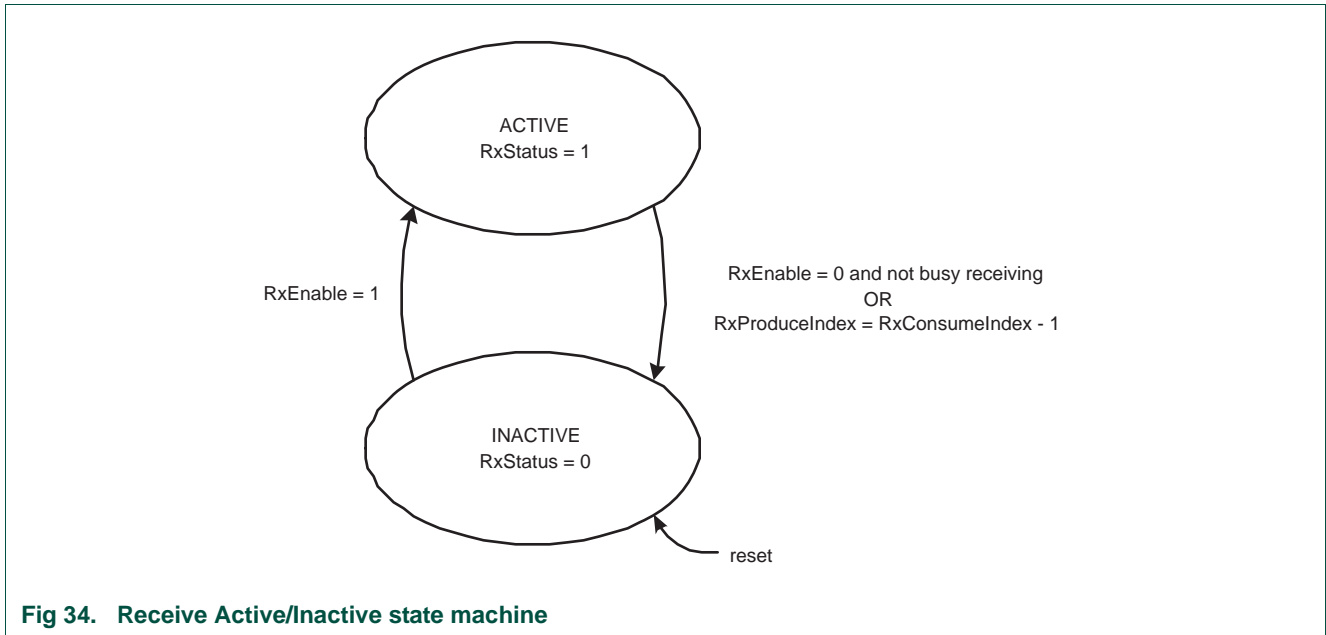 ACTIVE
RxStatus = 1
RxEnable = 1
RxEnable = 0 and not busy receiving
OR
RxProduceIndex = RxConsumeIndex - 1
INACTIVE
RxStatus = 0
reset
Fig 34. Receive Active/Inactive state machine